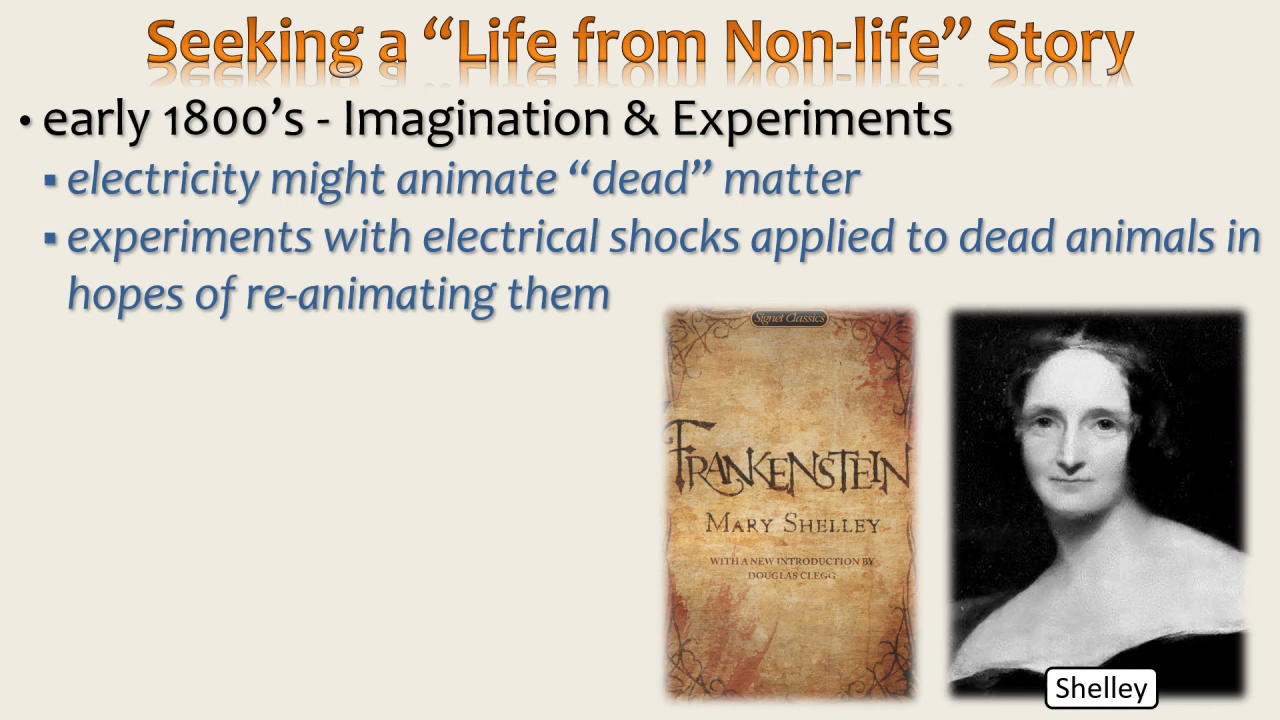 Seeking a “Life from Non-life” Story
• early 1800’s - Imagination & Experiments
▪ electricity might animate “dead” matter
▪ experiments with electrical shocks applied to dead animals in
hopes of re-animating them
Signet Classics
FRANKENSTEIN
MARY SHELLEY
WITH A NEW INTRODUCTION BY
DOUGLAS CLEGG
Shelley